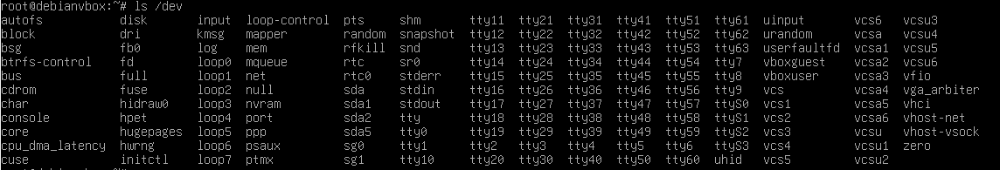 root@debianvbox:~# ls /dev
autofs disk input loop-control pts shm tty11 tty21 tty31 tty41 tty51 tty61 uinput vcs6 vcsu3
block dri kmsg mapper random snapshot tty12 tty22 tty32 tty42 tty52 tty62 urandom vcsa vcsu4
bsg fb0 log mem rfkill snd tty13 tty23 tty33 tty43 tty53 tty63 userfaultfd vcsa1 vcsu5
btrfs-control fd loop0 mqueue rtc sr0 tty14 tty24 tty34 tty44 tty54 tty7 vboxguest vcsa2 vcsu6
bus full loop1 net rtc0 stderr tty15 tty25 tty35 tty45 tty55 tty8 vboxuser vcsa3 vfio
cdrom fuse loop2 null sda stdin tty16 tty26 tty36 tty46 tty56 tty9 vcs vcsa4 vga_arbiter
char hidraw0 loop3 nvram sda1 stdout tty17 tty27 tty37 tty47 tty57 ttyS0 vcs1 vcsa5 vhci
console hpet loop4 port sda2 tty tty18 tty28 tty38 tty48 tty58 ttyS1 vcs2 vcsa6 vhost-net
core hugepages loop5 ppp sda5 tty0 tty19 tty29 tty39 tty49 tty59 ttyS2 vcs3 vcsu vhost-vsock
cpu_dma_latency hwrng loop6 psaux sg0 tty1 tty2 tty3 tty4 tty5 tty6 ttyS3 vcs4 vcsu1 zero
cuse initctl loop7 ptmx sg1 tty10 tty20 tty30 tty40 tty50 tty60 uhid vcs5 vcsu2